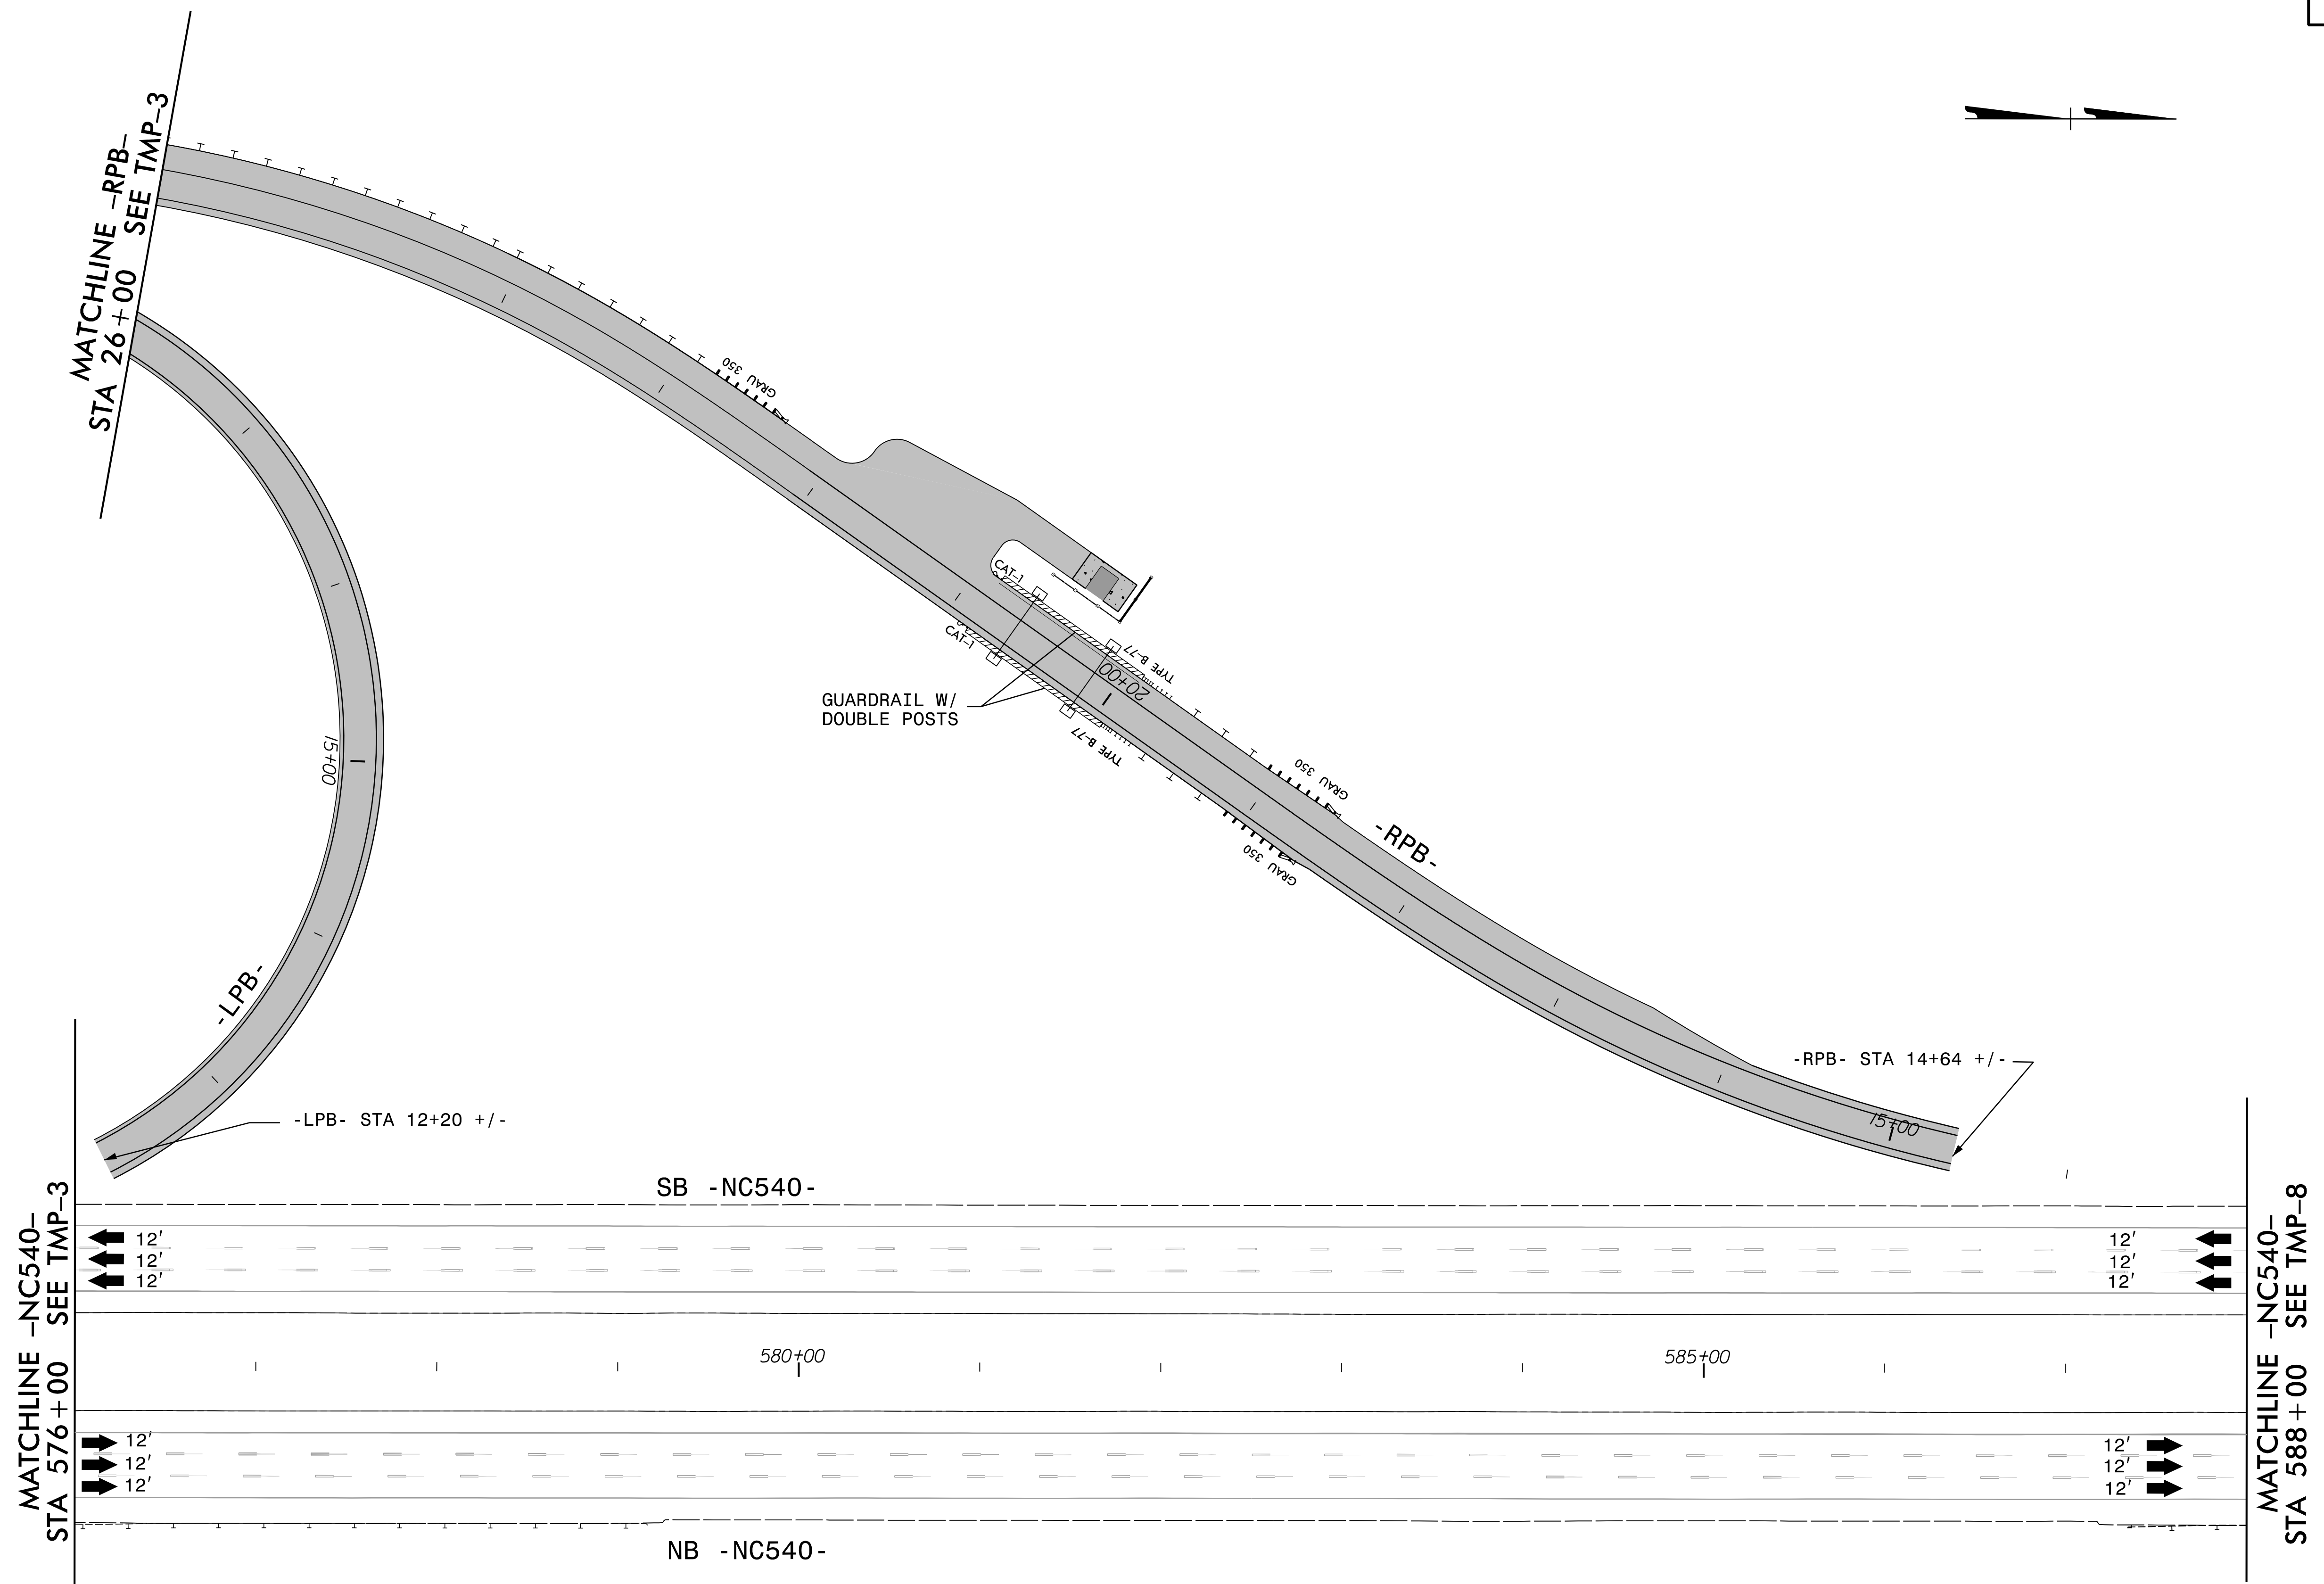 MATCHLINE -RPB-
STA 26+00 SEE TMP-3
GRAU 350
CAT-1
CAT-1
TYPE B-77
20+00
GUARDRAIL W/
DOUBLE POSTS
TYPE B-77
15+00
GRAU 350
-RPB-
GRAU 350
-LPB-
-RPB- STA 14+64 +/-
-LPB- STA 12+20 +/-
15+00
SB -NC540-
MATCHLINE -NC540-
STA 576+00 SEE TMP-3
12'
12'
12'
12'
12'
12'
580+00
585+00
12'
12'
12'
12'
12'
12'
NB -NC540-
MATCHLINE -NC540-
STA 588+00 SEE TMP-8